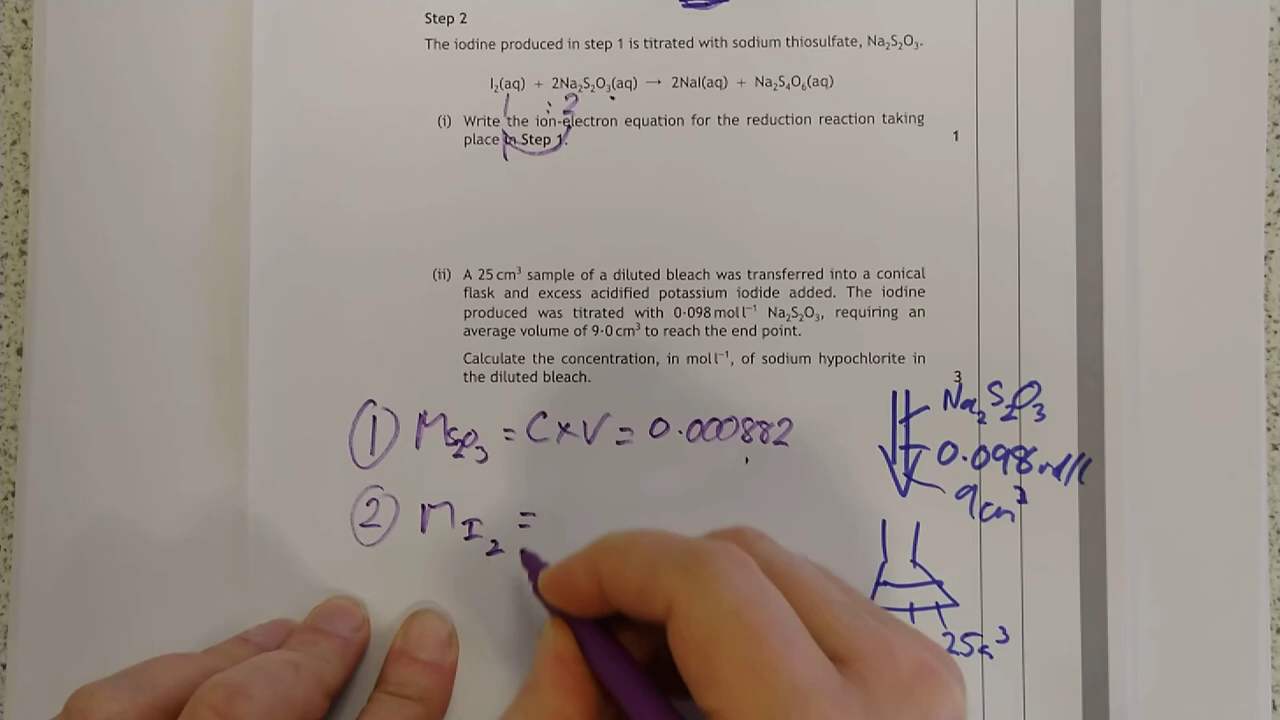 Step 2
The iodine produced in step 1 is titrated with sodium thiosulfate, Na₂S₂O₃.
I₂(aq) + 2Na₂S₂O₃(aq) → 2NaI(aq) + Na₂S₄O₆(aq)
1 : 2
(i) Write the ion-electron equation for the reduction reaction taking
place in Step 1.
1
(ii) A 25 cm³ sample of a diluted bleach was transferred into a conical
flask and excess acidified potassium iodide added. The iodine
produced was titrated with 0·098 mol l⁻¹ Na₂S₂O₃, requiring an
average volume of 9·0 cm³ to reach the end point.
Calculate the concentration, in mol l⁻¹, of sodium hypochlorite in
the diluted bleach.
3
Na₂S₂O₃
① n S₂O₃ = C×V = 0.000882
0.098 mol/l
9cm³
② n I₂ =
25c³